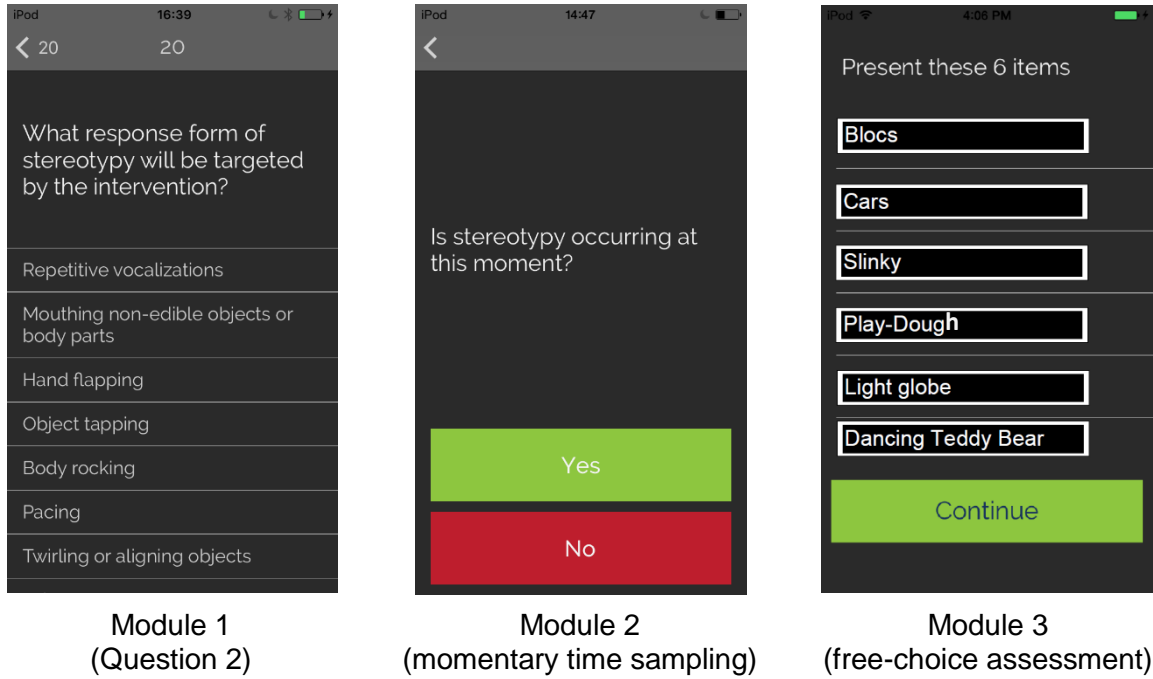 iPod 16:39
20 20
What response form of
stereotypy will be targeted
by the intervention?
Repetitive vocalizations
Mouthing non-edible objects or
body parts
Hand flapping
Object tapping
Body rocking
Pacing
Twirling or aligning objects
Module 1
(Question 2)
iPod 14:47
Is stereotypy occurring at
this moment?
Yes
No
Module 2
(momentary time sampling)
iPod 4:06 PM
Present these 6 items
Blocs
Cars
Slinky
Play-Dough
Light globe
Dancing Teddy Bear
Continue
Module 3
(free-choice assessment)